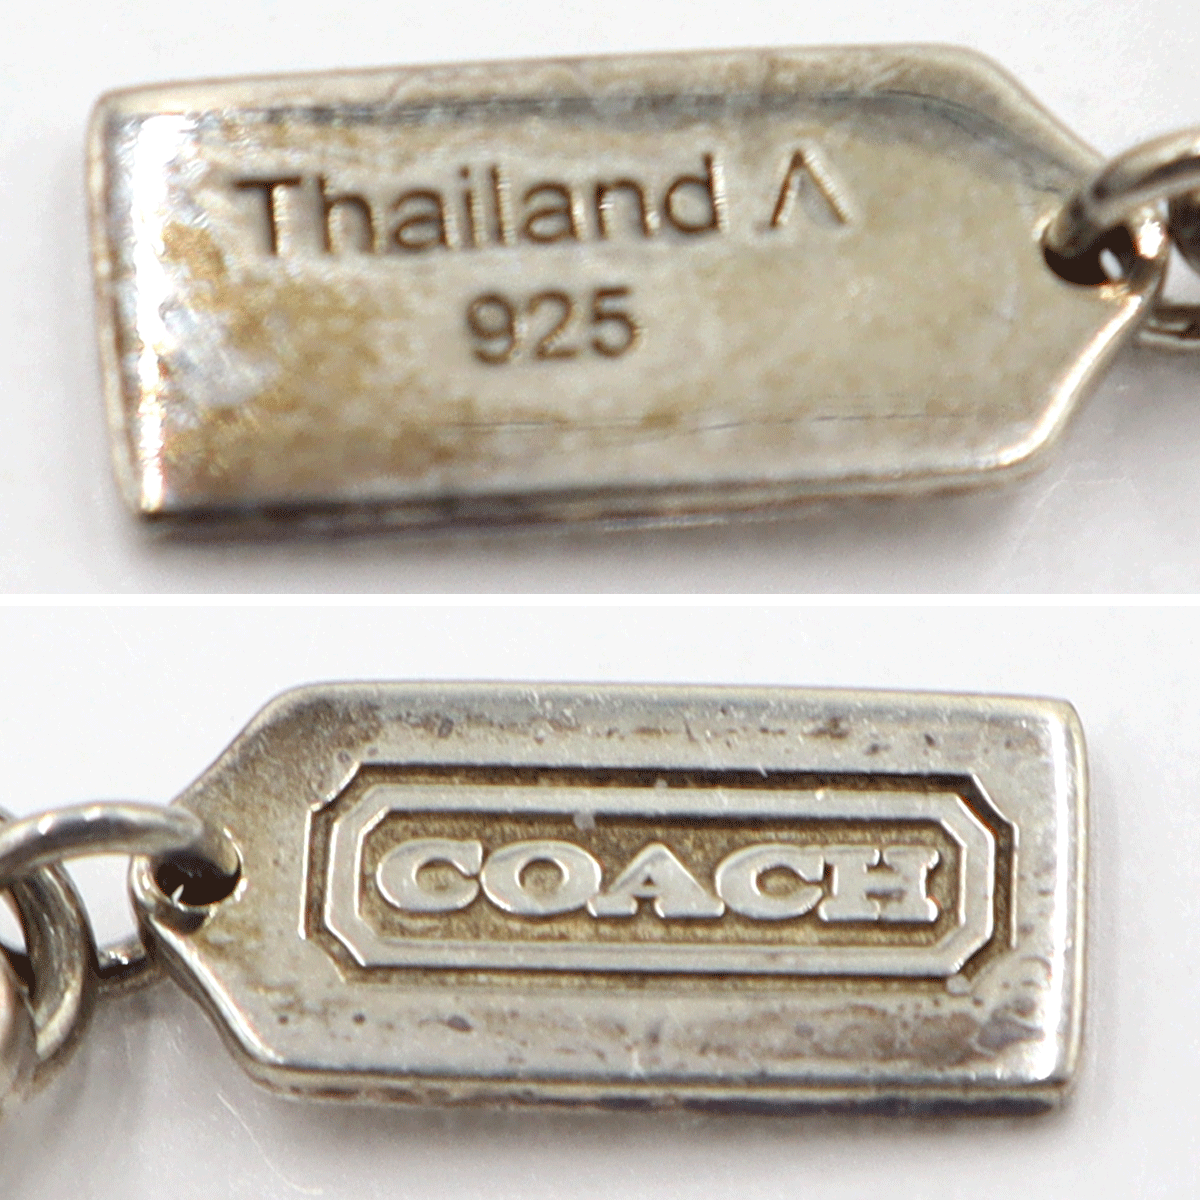 Thailand Λ
925
COACH